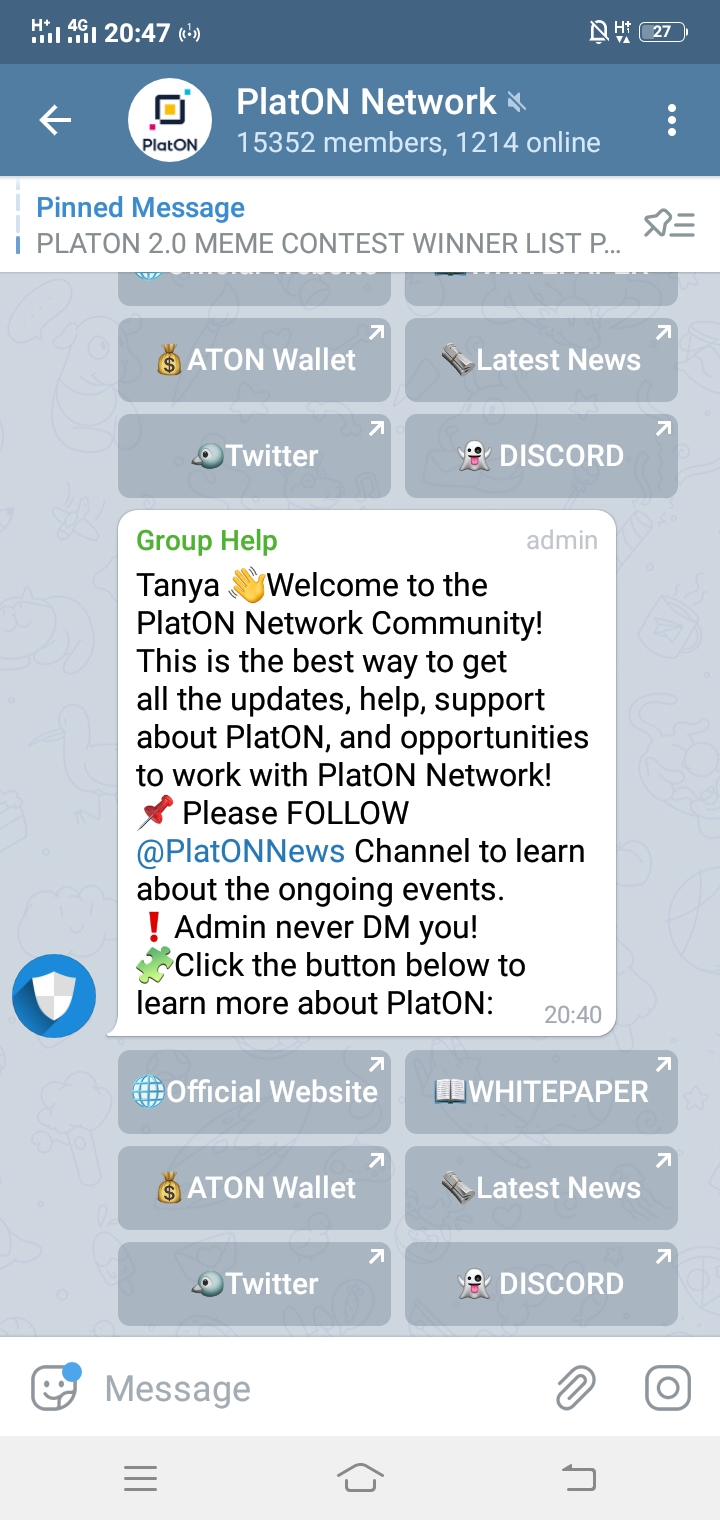 H+ 4G 20:47 H+ 27
PlatON Network
PlatON
15352 members, 1214 online
Pinned Message
PLATON 2.0 MEME CONTEST WINNER LIST P...
Official Website WHITEPAPER
ATON Wallet Latest News
Twitter DISCORD
Group Help admin
Tanya 👋Welcome to the
PlatON Network Community!
This is the best way to get
all the updates, help, support
about PlatON, and opportunities
to work with PlatON Network!
📌 Please FOLLOW
@PlatONNews Channel to learn
about the ongoing events.
❗ Admin never DM you!
🧩Click the button below to
learn more about PlatON:
20:40
🌐Official Website 📖WHITEPAPER
💰ATON Wallet 🗞Latest News
🐦Twitter 👻 DISCORD
Message